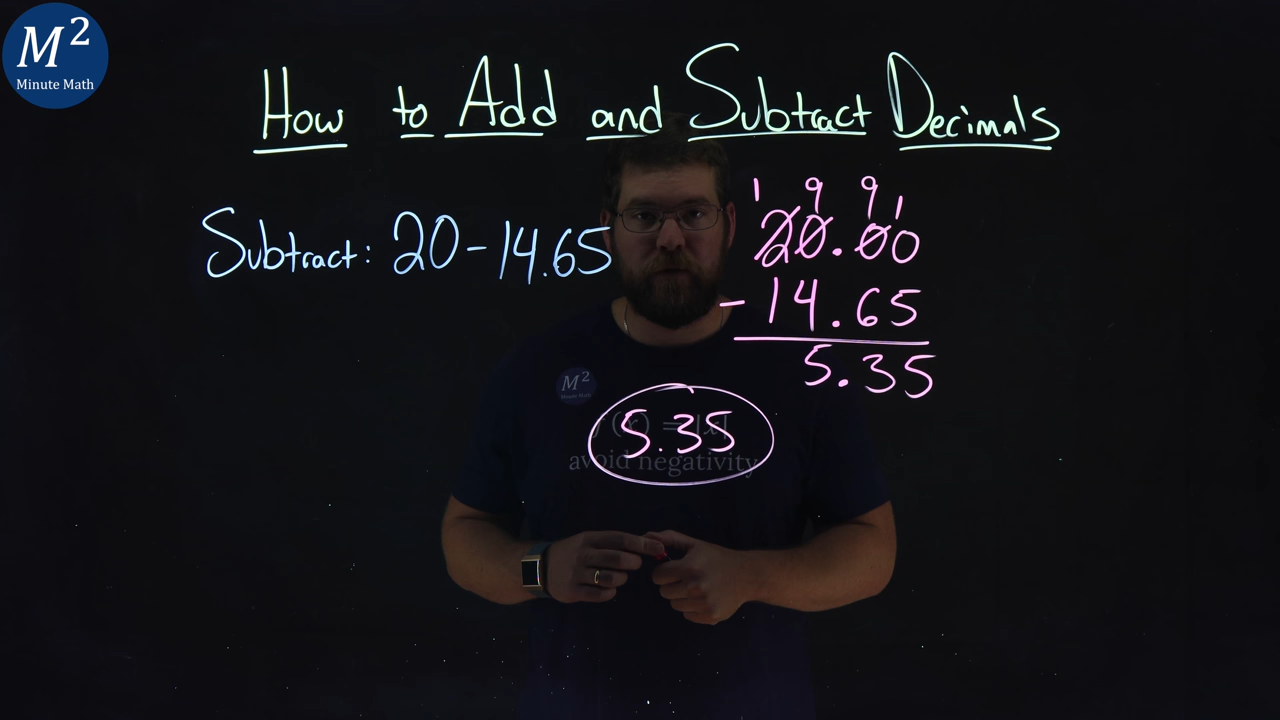 M²
Minute Math
How to Add and Subtract Decimals
Subtract: 20 - 14.65
1 9 9 1
20.00
- 14.65
5.35
M²
Minute Math
5.35
avoid negativity